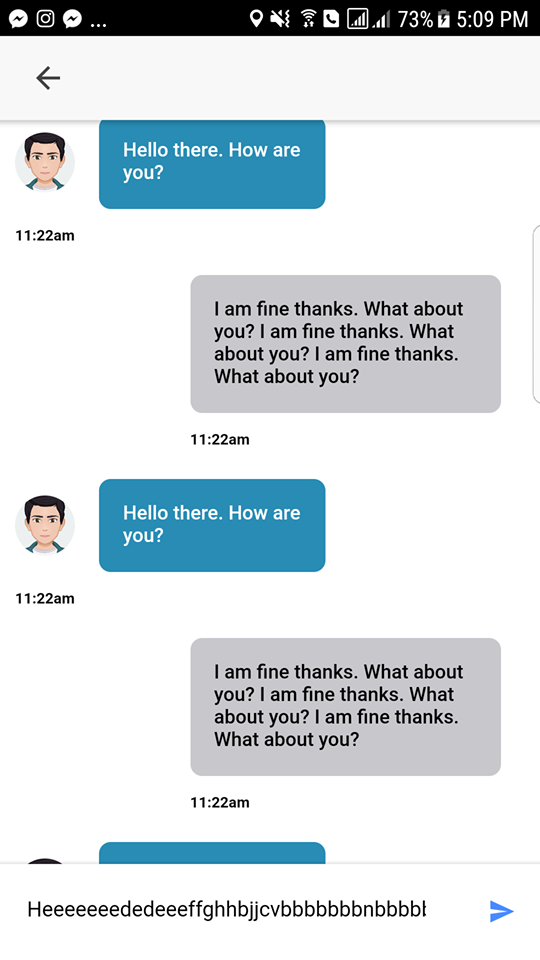 ... 73% 5:09 PM
Hello there. How are
you?
11:22am
I am fine thanks. What about
you? I am fine thanks. What
about you? I am fine thanks.
What about you?
11:22am
Hello there. How are
you?
11:22am
I am fine thanks. What about
you? I am fine thanks. What
about you? I am fine thanks.
What about you?
11:22am
Heeeeeeededeeeffghhbjjcvbbbbbbbnbbbbb